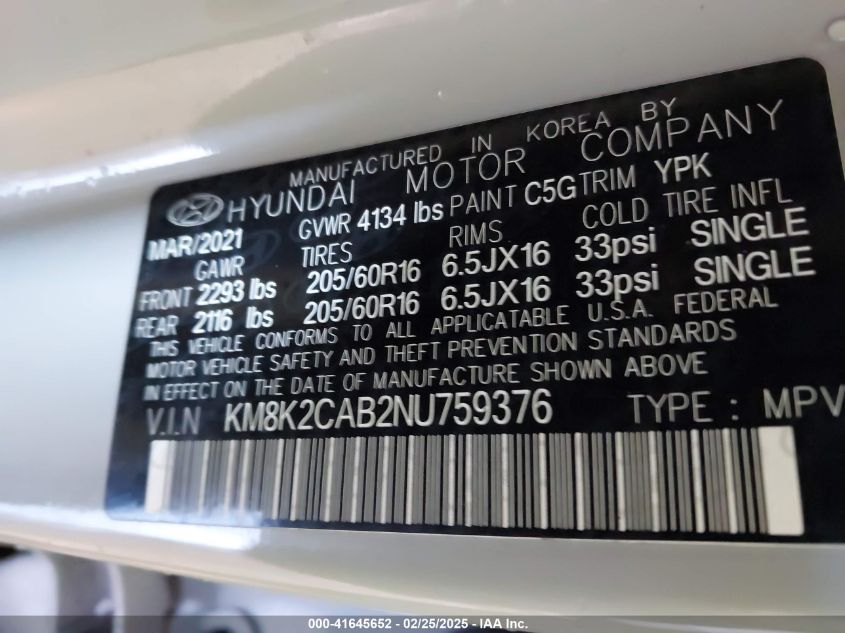 MANUFACTURED IN KOREA BY
HYUNDAI MOTOR COMPANY
MAR/2021 GVWR 4134 lbs PAINT C5G TRIM YPK
GAWR TIRES RIMS COLD TIRE INFL
FRONT 2293 lbs 205/60R16 6.5JX16 33psi SINGLE
REAR 2116 lbs 205/60R16 6.5JX16 33psi SINGLE
THIS VEHICLE CONFORMS TO ALL APPLICATABLE U.S.A. FEDERAL
MOTOR VEHICLE SAFETY AND THEFT PREVENTION STANDARDS
IN EFFECT ON THE DATE OF MANUFACTURE SHOWN ABOVE
V.I.N KM8K2CAB2NU759376 TYPE : MPV
000-41645652 - 02/25/2025 - IAA Inc.